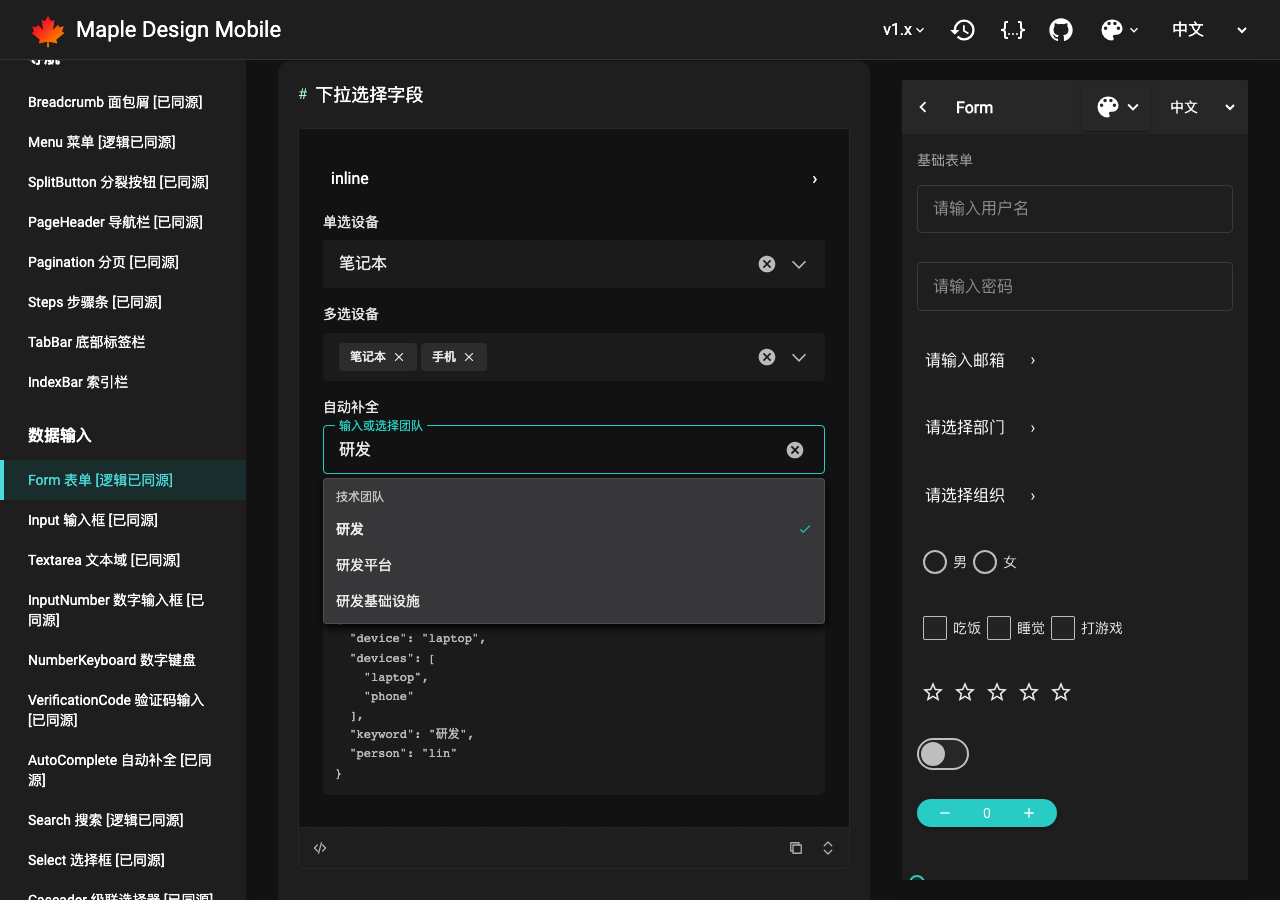 Maple Design Mobile
v1.x
{...}
中文
Breadcrumb 面包屑 [已同源]
Menu 菜单 [逻辑已同源]
SplitButton 分裂按钮 [已同源]
PageHeader 导航栏 [已同源]
Pagination 分页 [已同源]
Steps 步骤条 [已同源]
TabBar 底部标签栏
IndexBar 索引栏
数据输入
Form 表单 [逻辑已同源]
Input 输入框 [已同源]
Textarea 文本域 [已同源]
InputNumber 数字输入框 [已
同源]
NumberKeyboard 数字键盘
VerificationCode 验证码输入
[已同源]
AutoComplete 自动补全 [已同
源]
Search 搜索 [逻辑已同源]
Select 选择框 [已同源]
Cascader 级联选择器 [已同源]
# 下拉选择字段
inline
单选设备
笔记本
多选设备
笔记本
手机
自动补全
输入或选择团队
研发
技术团队
研发
研发平台
研发基础设施
"device": "laptop",
"devices": [
"laptop",
"phone"
],
"keyword": "研发",
"person": "lin"
}
Form
中文
基础表单
请输入用户名
请输入密码
请输入邮箱
请选择部门
请选择组织
男
女
吃饭
睡觉
打游戏
0